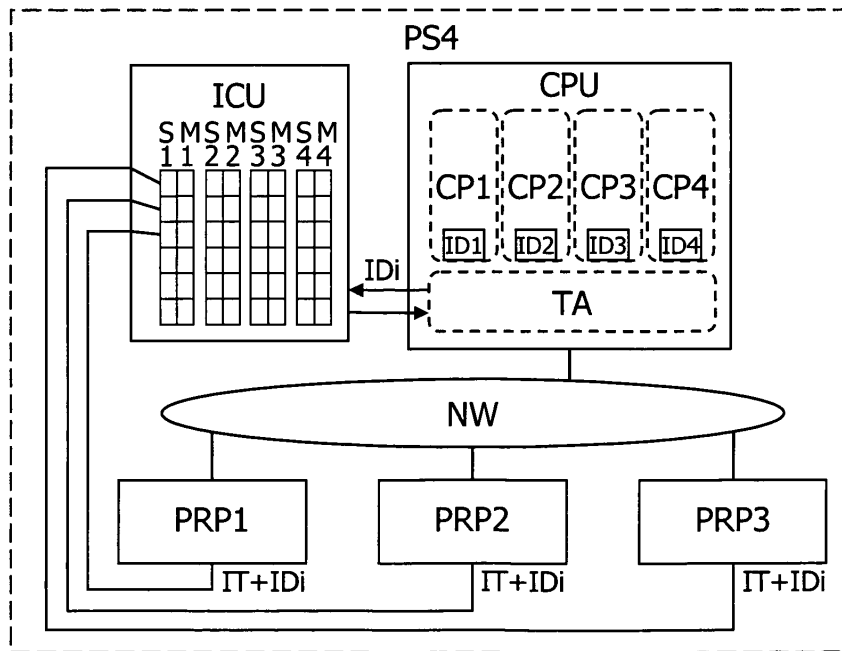 PS4
ICU
CPU
S M S M S M S M
1 1 2 2 3 3 4 4
CP1 CP2 CP3 CP4
ID1 ID2 ID3 ID4
IDi
TA
NW
PRP1 PRP2 PRP3
IT+IDi IT+IDi IT+IDi